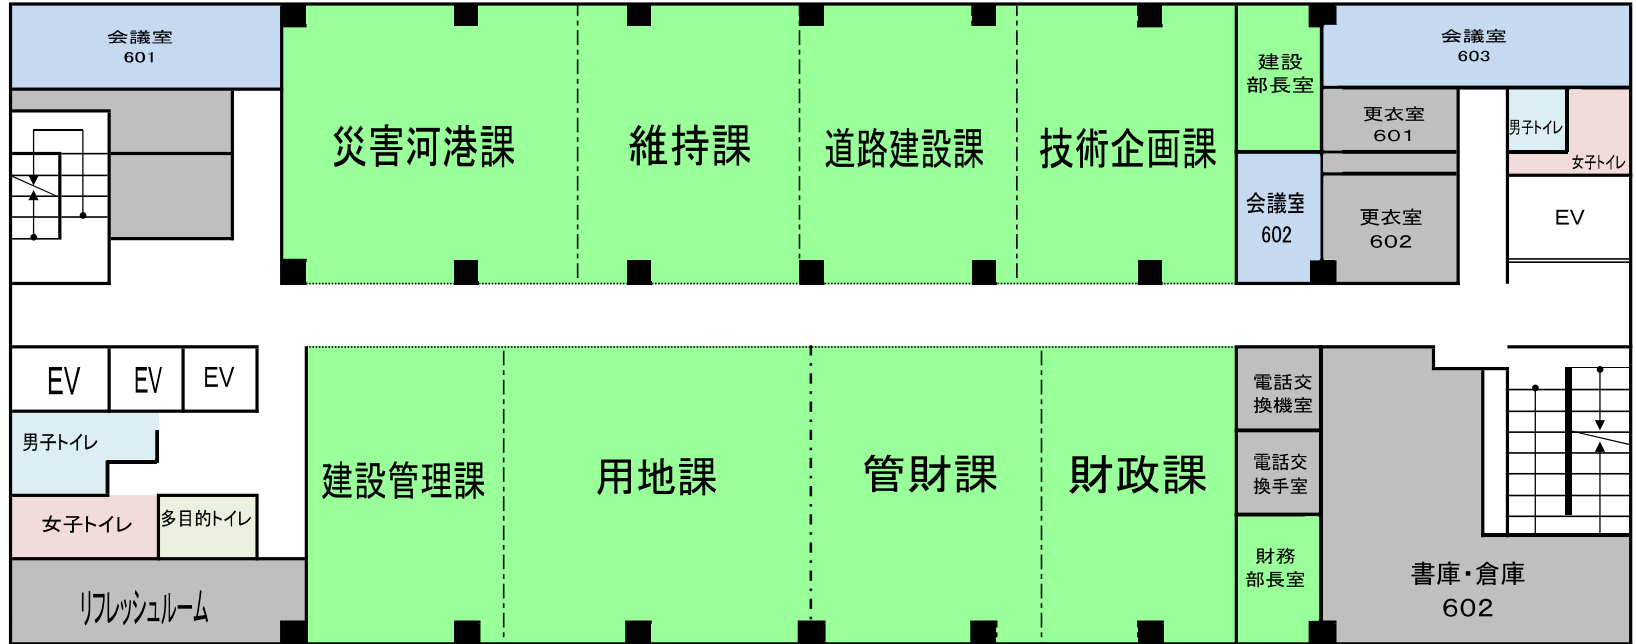 会議室
601
災害河港課
維持課
道路建設課
技術企画課
建設
部長室
会議室
602
会議室
603
更衣室
601
更衣室
602
男子トイレ
女子トイレ
EV
EV
EV
EV
男子トイレ
女子トイレ
多目的トイレ
リフレッシュルーム
建設管理課
用地課
管財課
財政課
電話交
換機室
電話交
換手室
財務
部長室
書庫・倉庫
602